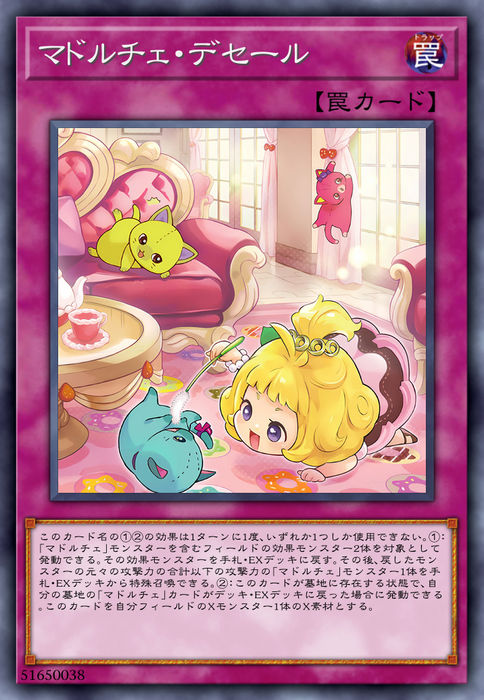 マドルチェ・デセール
トラップ
罠
【罠カード】
このカード名の①②の効果は1ターンに1度、いずれか1つしか使用できない。①:
「マドルチェ」モンスターを含むフィールドの効果モンスター2体を対象として
発動できる。その効果モンスターを手札・EXデッキに戻す。その後、戻したモン
スターの元々の攻撃力の合計以下の攻撃力の「マドルチェ」モンスター1体を手
札・EXデッキから特殊召喚できる。②:このカードが墓地に存在する状態で、自
分の墓地の「マドルチェ」カードがデッキ・EXデッキに戻った場合に発動できる
。このカードを自分フィールドのXモンスター1体のX素材とする。
51650038